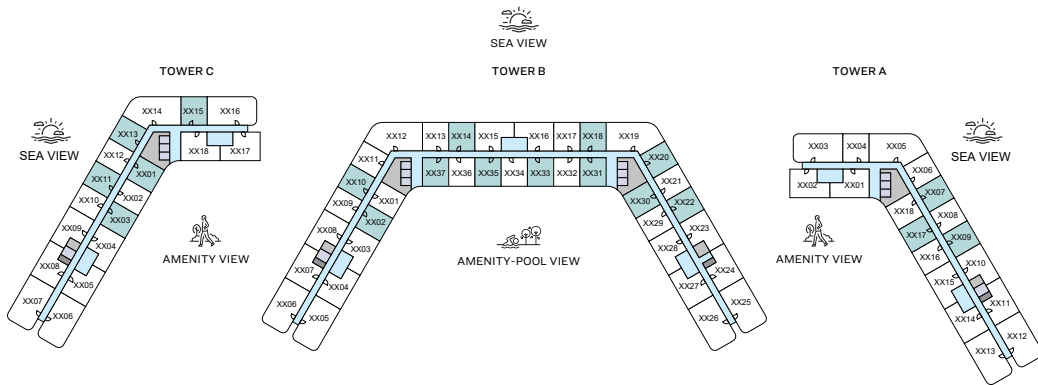 SEA VIEW
TOWER C
TOWER B
TOWER A
SEA VIEW
XX14
XX15
XX16
XX13
XX12
XX18
XX17
XX11
XX01
XX10
XX02
XX03
XX09
XX04
XX08
XX05
XX07
XX06
AMENITY VIEW
XX12
XX13
XX14
XX15
XX16
XX17
XX18
XX19
XX11
XX37
XX36
XX35
XX34
XX33
XX32
XX31
XX20
XX10
XX01
XX30
XX21
XX09
XX02
XX29
XX22
XX08
XX03
XX28
XX23
XX07
XX04
XX27
XX24
XX06
XX05
XX26
XX25
AMENITY-POOL VIEW
XX03
XX04
XX05
SEA VIEW
XX02
XX01
XX06
XX18
XX07
XX17
XX08
XX16
XX09
XX15
XX10
XX14
XX11
XX13
XX12
AMENITY VIEW